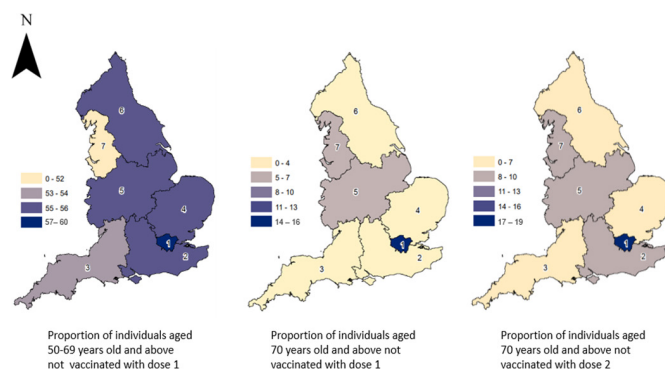 N
6
7
5
4
1
2
3
0 - 52
53 - 54
55 - 56
57– 60
6
7
5
4
1
2
3
0 - 4
5 - 7
8 - 10
11 - 13
14 – 16
6
7
5
4
1
2
3
0 - 7
8 - 10
11 - 13
14 - 16
17 – 19
Proportion of individuals aged
50-69 years old and above
not vaccinated with dose 1
Proportion of individuals aged
70 years old and above not
vaccinated with dose 1
Proportion of individuals aged
70 years old and above not
vaccinated with dose 2